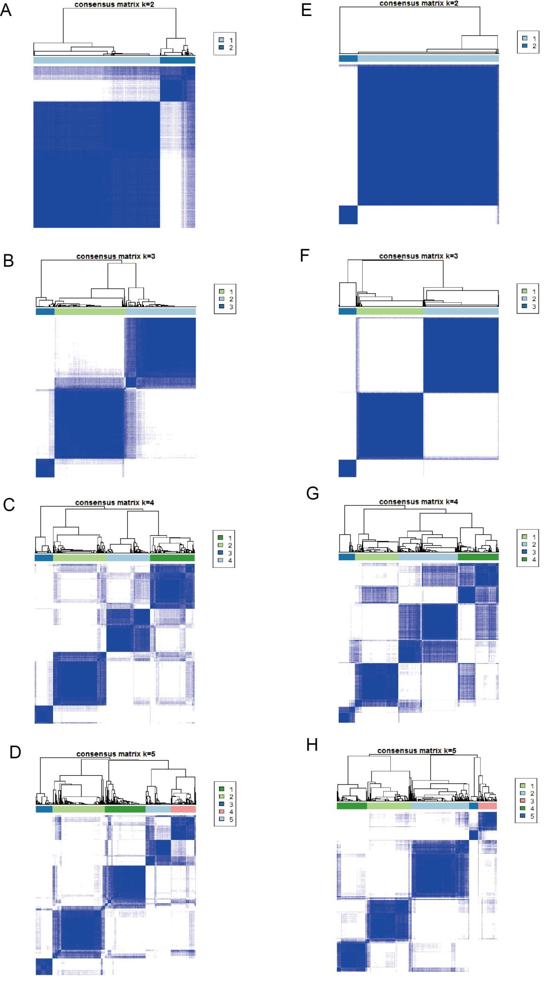 A
consensus matrix k=2
1
2
E
consensus matrix k=2
1
2
B
consensus matrix k=3
1
2
3
F
consensus matrix k=3
1
2
3
C
consensus matrix k=4
1
2
3
4
G
consensus matrix k=4
1
2
3
4
D
consensus matrix k=5
1
2
3
4
5
H
consensus matrix k=5
1
2
3
4
5